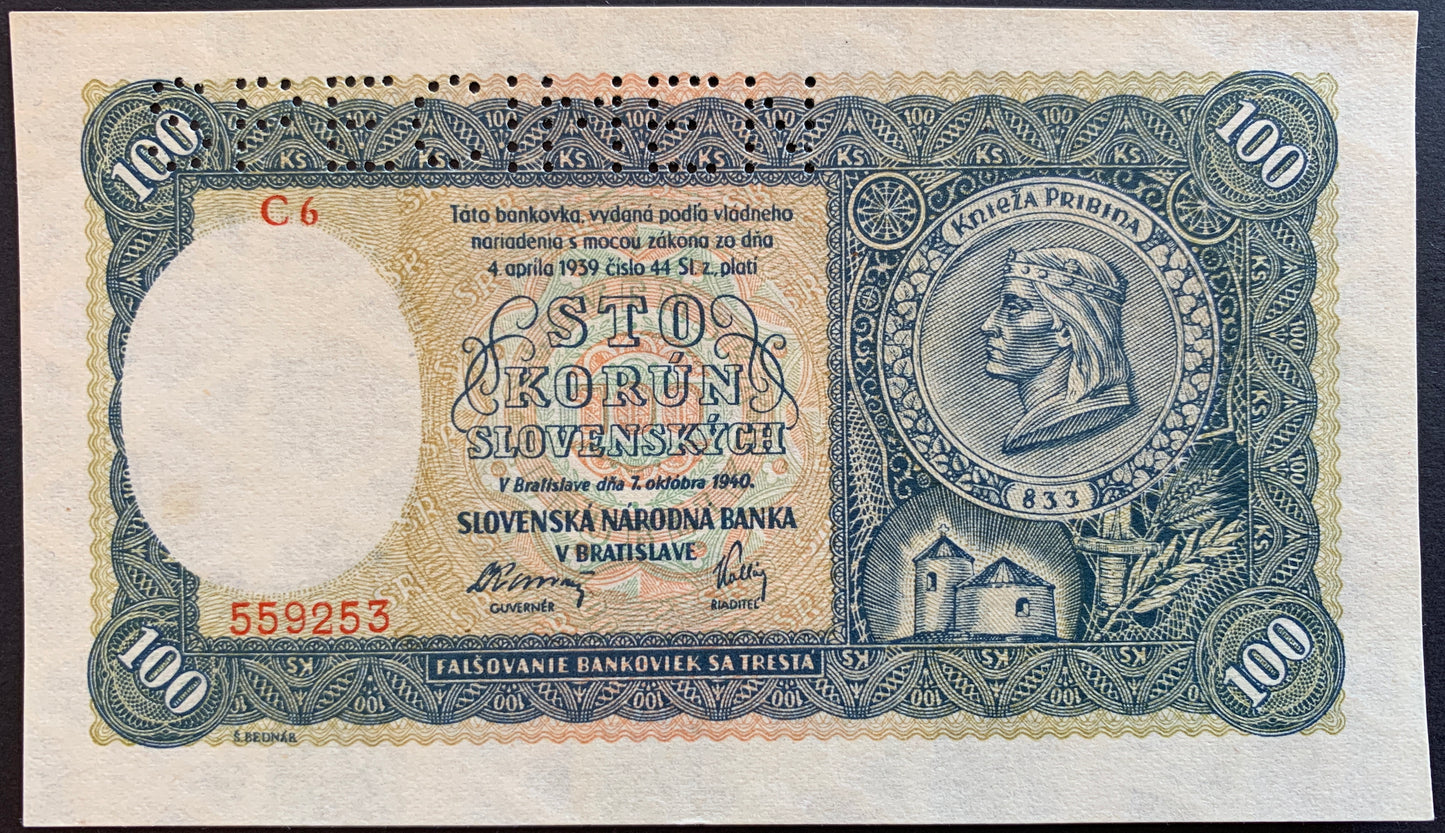 SPECIMEN
100
100
C 6
Táto bankovka, vydaná podľa vládneho
nariadenia s mocou zákona zo dňa
4 apríla 1939 číslo 44 Sl. z., platí
STO
KORÚN
SLOVENSKÝCH
V Bratislave dňa 7. októbra 1940.
SLOVENSKÁ NÁRODNÁ BANKA
V BRATISLAVE
GUVERNÉR
RIADITEĽ
559253
KNIEŽA PRIBINA
833
FALŠOVANIE BANKOVIEK SA TRESTÁ
100
100
Š. BEDNÁR